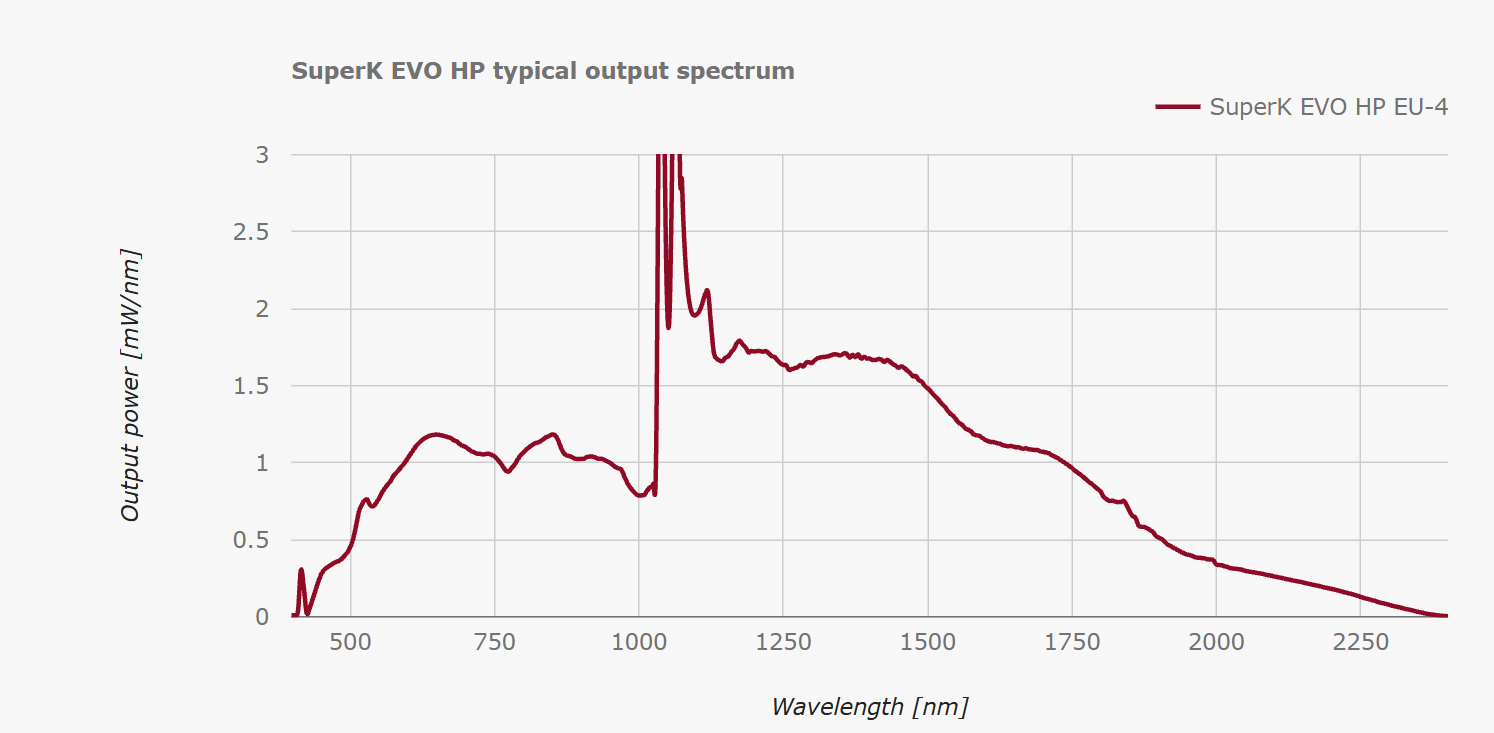 SuperK EVO HP typical output spectrum
SuperK EVO HP EU-4
3
2.5
2
1.5
1
0.5
0
Output power [mW/nm]
500 750 1000 1250 1500 1750 2000 2250
Wavelength [nm]